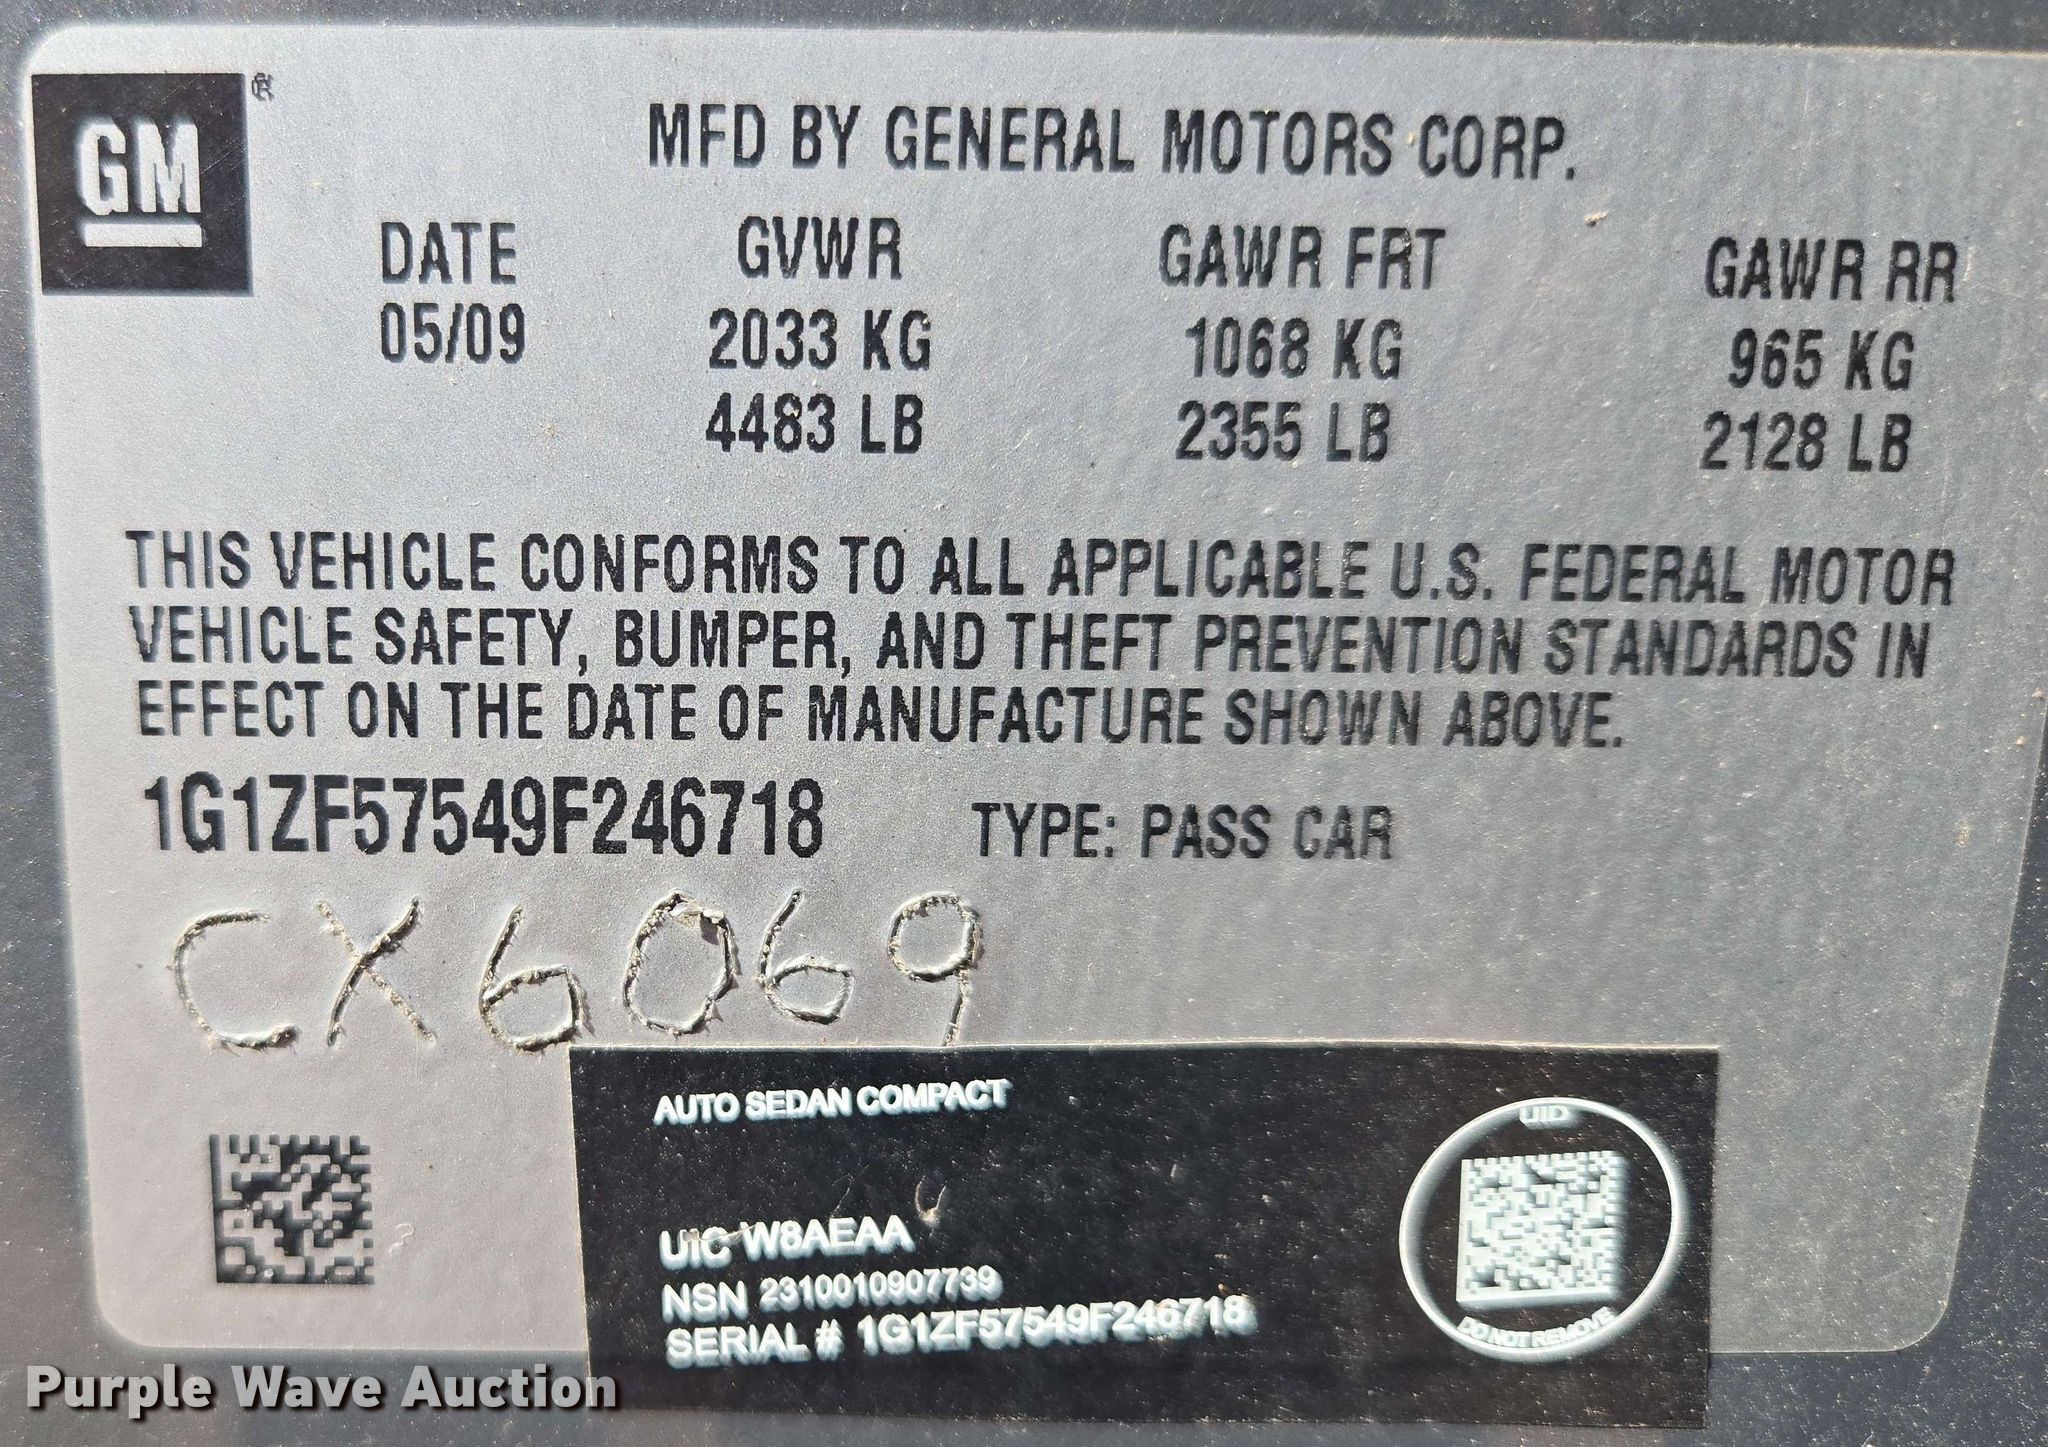 GM®
MFD BY GENERAL MOTORS CORP.
DATE GVWR GAWR FRT GAWR RR
05/09 2033 KG 1068 KG 965 KG
4483 LB 2355 LB 2128 LB
THIS VEHICLE CONFORMS TO ALL APPLICABLE U.S. FEDERAL MOTOR
VEHICLE SAFETY, BUMPER, AND THEFT PREVENTION STANDARDS IN
EFFECT ON THE DATE OF MANUFACTURE SHOWN ABOVE.
1G1ZF57549F246718 TYPE: PASS CAR
CX6069
AUTO SEDAN COMPACT
UIC W8AEAA
NSN 2310010907739
SERIAL # 1G1ZF57549F246718
UID
DO NOT REMOVE
Purple Wave Auction